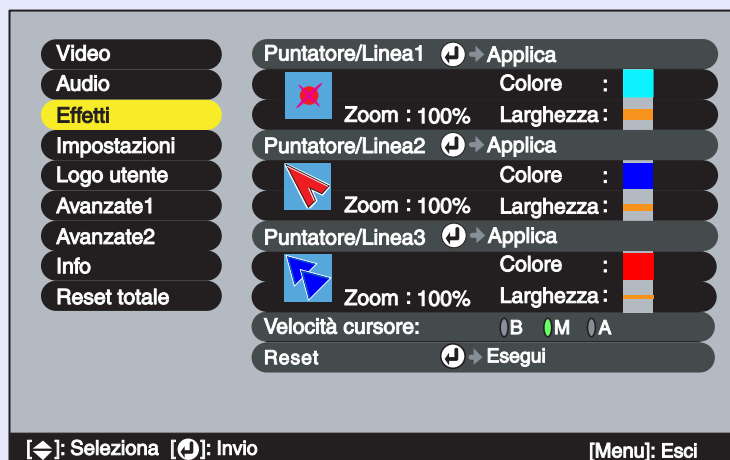 Video
Audio
Effetti
Impostazioni
Logo utente
Avanzate1
Avanzate2
Info
Reset totale
Puntatore/Linea1 Applica
Colore :
Zoom : 100% Larghezza :
Puntatore/Linea2 Applica
Colore :
Zoom : 100% Larghezza :
Puntatore/Linea3 Applica
Colore :
Zoom : 100% Larghezza :
Velocità cursore: B M A
Reset Esegui
[ ]: Seleziona [ ]: Invio [Menu]: Esci